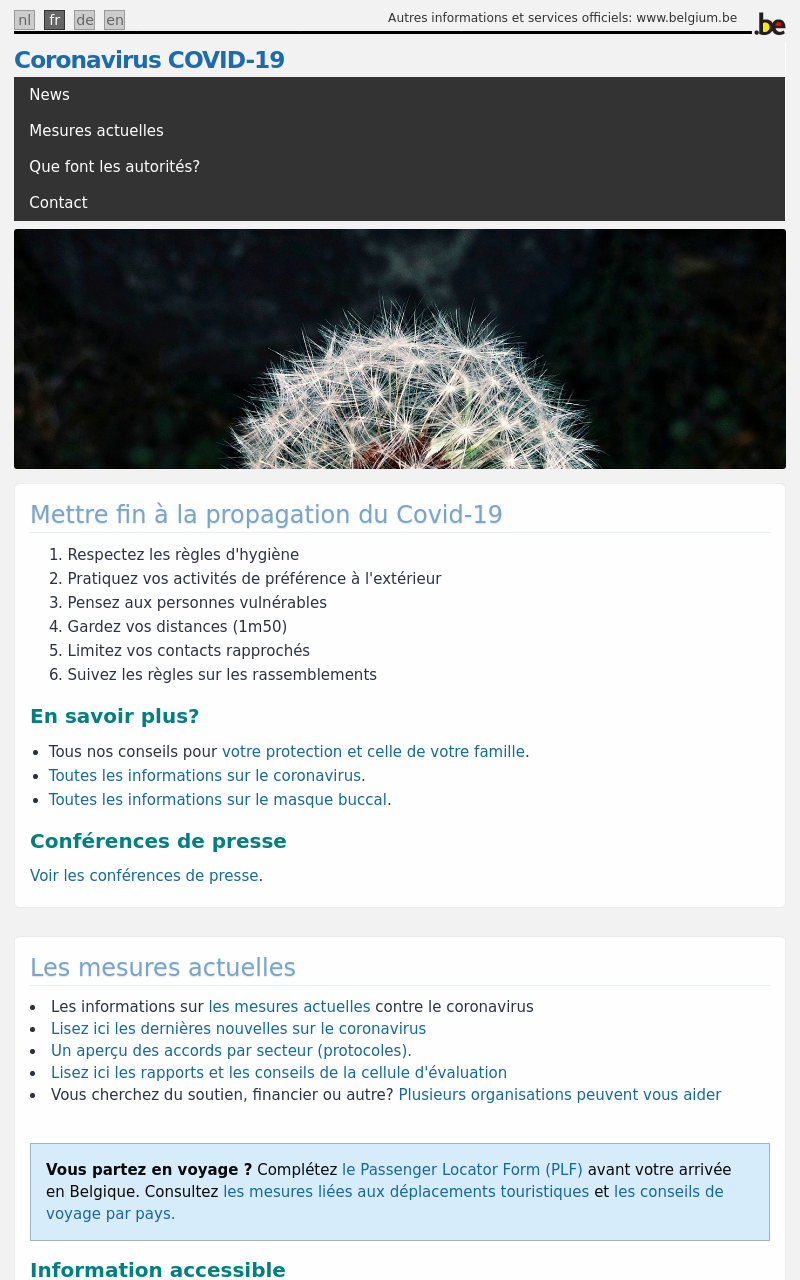 nl fr de en
Autres informations et services officiels: www.belgium.be
.be
Coronavirus COVID-19
News
Mesures actuelles
Que font les autorités?
Contact
Mettre fin à la propagation du Covid-19
1. Respectez les règles d'hygiène
2. Pratiquez vos activités de préférence à l'extérieur
3. Pensez aux personnes vulnérables
4. Gardez vos distances (1m50)
5. Limitez vos contacts rapprochés
6. Suivez les règles sur les rassemblements
En savoir plus?
• Tous nos conseils pour votre protection et celle de votre famille.
• Toutes les informations sur le coronavirus.
• Toutes les informations sur le masque buccal.
Conférences de presse
Voir les conférences de presse.
Les mesures actuelles
• Les informations sur les mesures actuelles contre le coronavirus
• Lisez ici les dernières nouvelles sur le coronavirus
• Un aperçu des accords par secteur (protocoles).
• Lisez ici les rapports et les conseils de la cellule d'évaluation
• Vous cherchez du soutien, financier ou autre? Plusieurs organisations peuvent vous aider
Vous partez en voyage ? Complétez le Passenger Locator Form (PLF) avant votre arrivée
en Belgique. Consultez les mesures liées aux déplacements touristiques et les conseils de
voyage par pays.
Information accessible